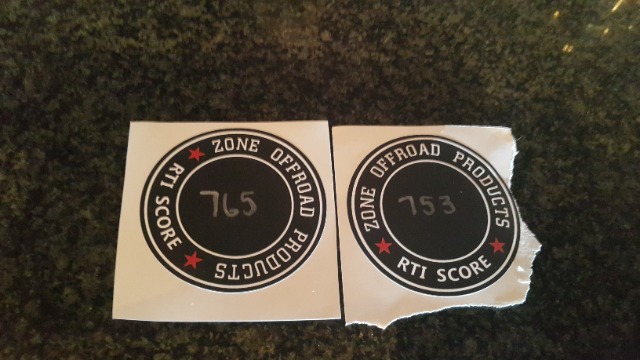 ZONE OFFROAD PRODUCTS
RTI SCORE
765
ZONE OFFROAD PRODUCTS
RTI SCORE
753